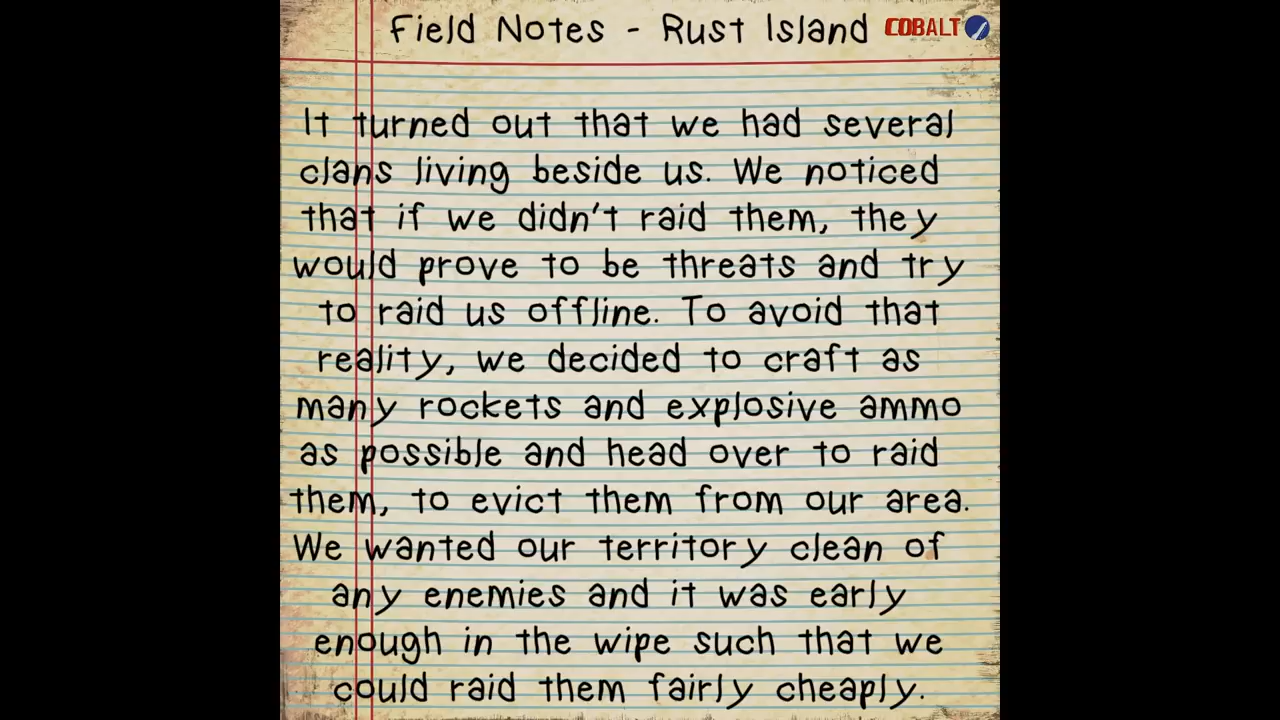 Field Notes - Rust Island COBALT
It turned out that we had several
clans living beside us. We noticed
that if we didn't raid them, they
would prove to be threats and try
to raid us offline. To avoid that
reality, we decided to craft as
many rockets and explosive ammo
as possible and head over to raid
them, to evict them from our area.
We wanted our territory clean of
any enemies and it was early
enough in the wipe such that we
could raid them fairly cheaply.